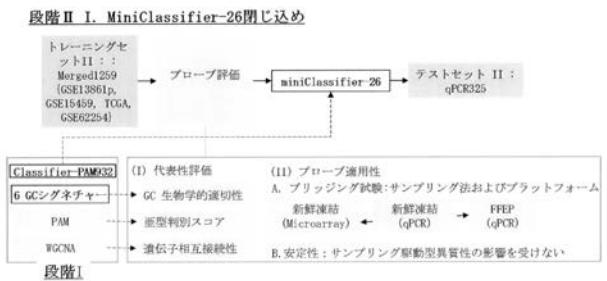 段階Ⅱ I. MiniClassifier-26閉じ込め
トレーニングセ
ットII：：
Merged1259
(GSE13861p,
GSE15459, TCGA,
GSE62254)
プローブ評価
miniClassifier-26
テストセット II：
qPCR325
Classifier-PAM932
6 GCシグネチャー
PAM
WGCNA
段階I
(I) 代表性評価
GC 生物学的適切性
亜型判別スコア
遺伝子相互接続性
(II) プローブ適用性
A. ブリッジング試験：サンプリング法およびプラットフォーム
新鮮凍結
(Microarray)
新鮮凍結
(qPCR)
FFEP
(qPCR)
B.安定性；サンプリング駆動型異質性の影響を受けない